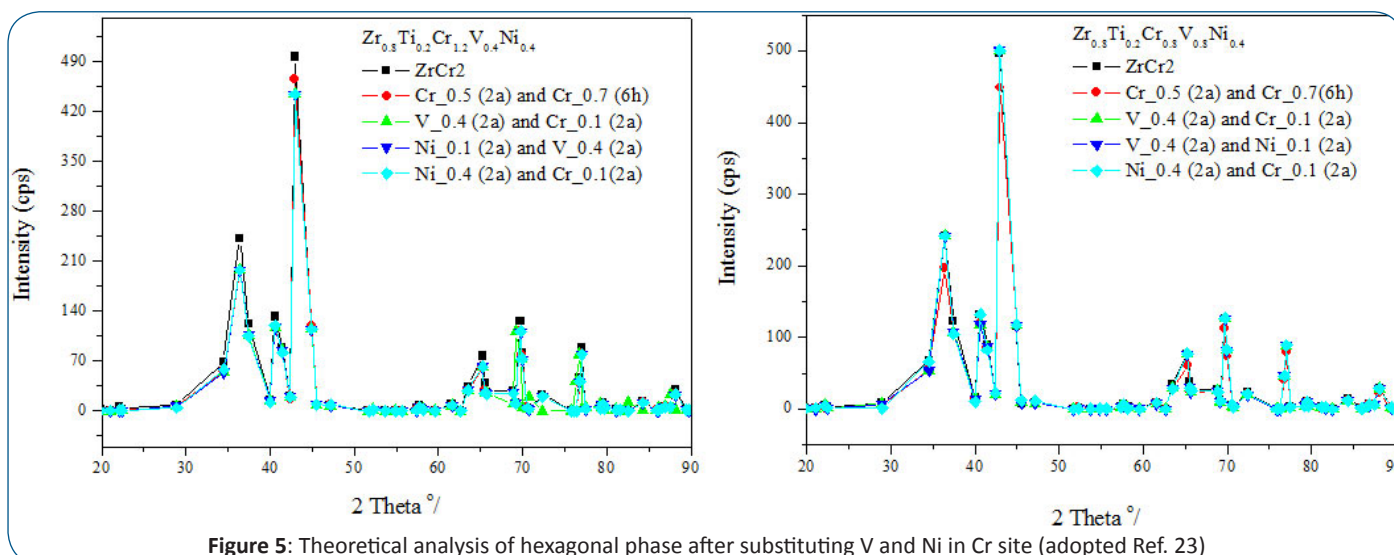 Zr0.8Ti0.2Cr1.2V0.4Ni0.4
ZrCr2
Cr_0.5 (2a) and Cr_0.7 (6h)
V_0.4 (2a) and Cr_0.1 (2a)
Ni_0.1 (2a) and V_0.4 (2a)
Ni_0.4 (2a) and Cr_0.1(2a)
Intensity (cps)
490
420
350
280
210
140
70
0
20 30 40 50 60 70 80 90
2 Theta °/
Zr0.8Ti0.2Cr0.8V0.8Ni0.4
ZrCr2
Cr_0.5 (2a) and Cr_0.7(6h)
V_0.4 (2a) and Cr_0.1 (2a)
V_0.4 (2a) and Ni_0.1 (2a)
Ni_0.4 (2a) and Cr_0.1 (2a)
Intensity (cps)
500
400
300
200
100
0
20 30 40 50 60 70 80 90
2 Theta °/
Figure 5: Theoretical analysis of hexagonal phase after substituting V and Ni in Cr site (adopted Ref. 23)